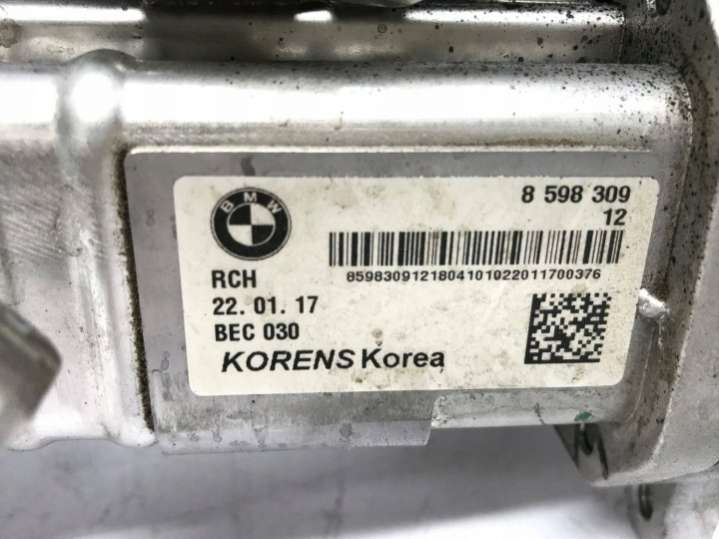 BMW
8 598 309
12
8598309121804101022011700376
RCH
22. 01. 17
BEC 030
KORENS Korea